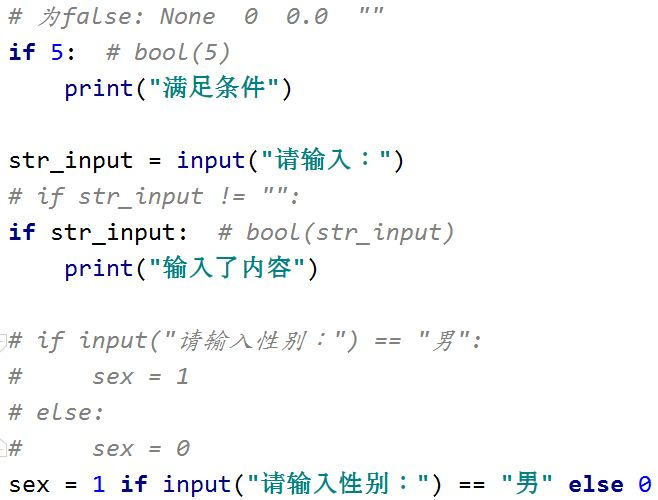 # 为false: None  0  0.0  ""
if 5:  # bool(5)
    print("满足条件")
str_input = input("请输入：")
# if str_input != "":
if str_input:  # bool(str_input)
    print("输入了内容")
# if input("请输入性别：") == "男":
#     sex = 1
# else:
#     sex = 0
sex = 1 if input("请输入性别：") == "男" else 0